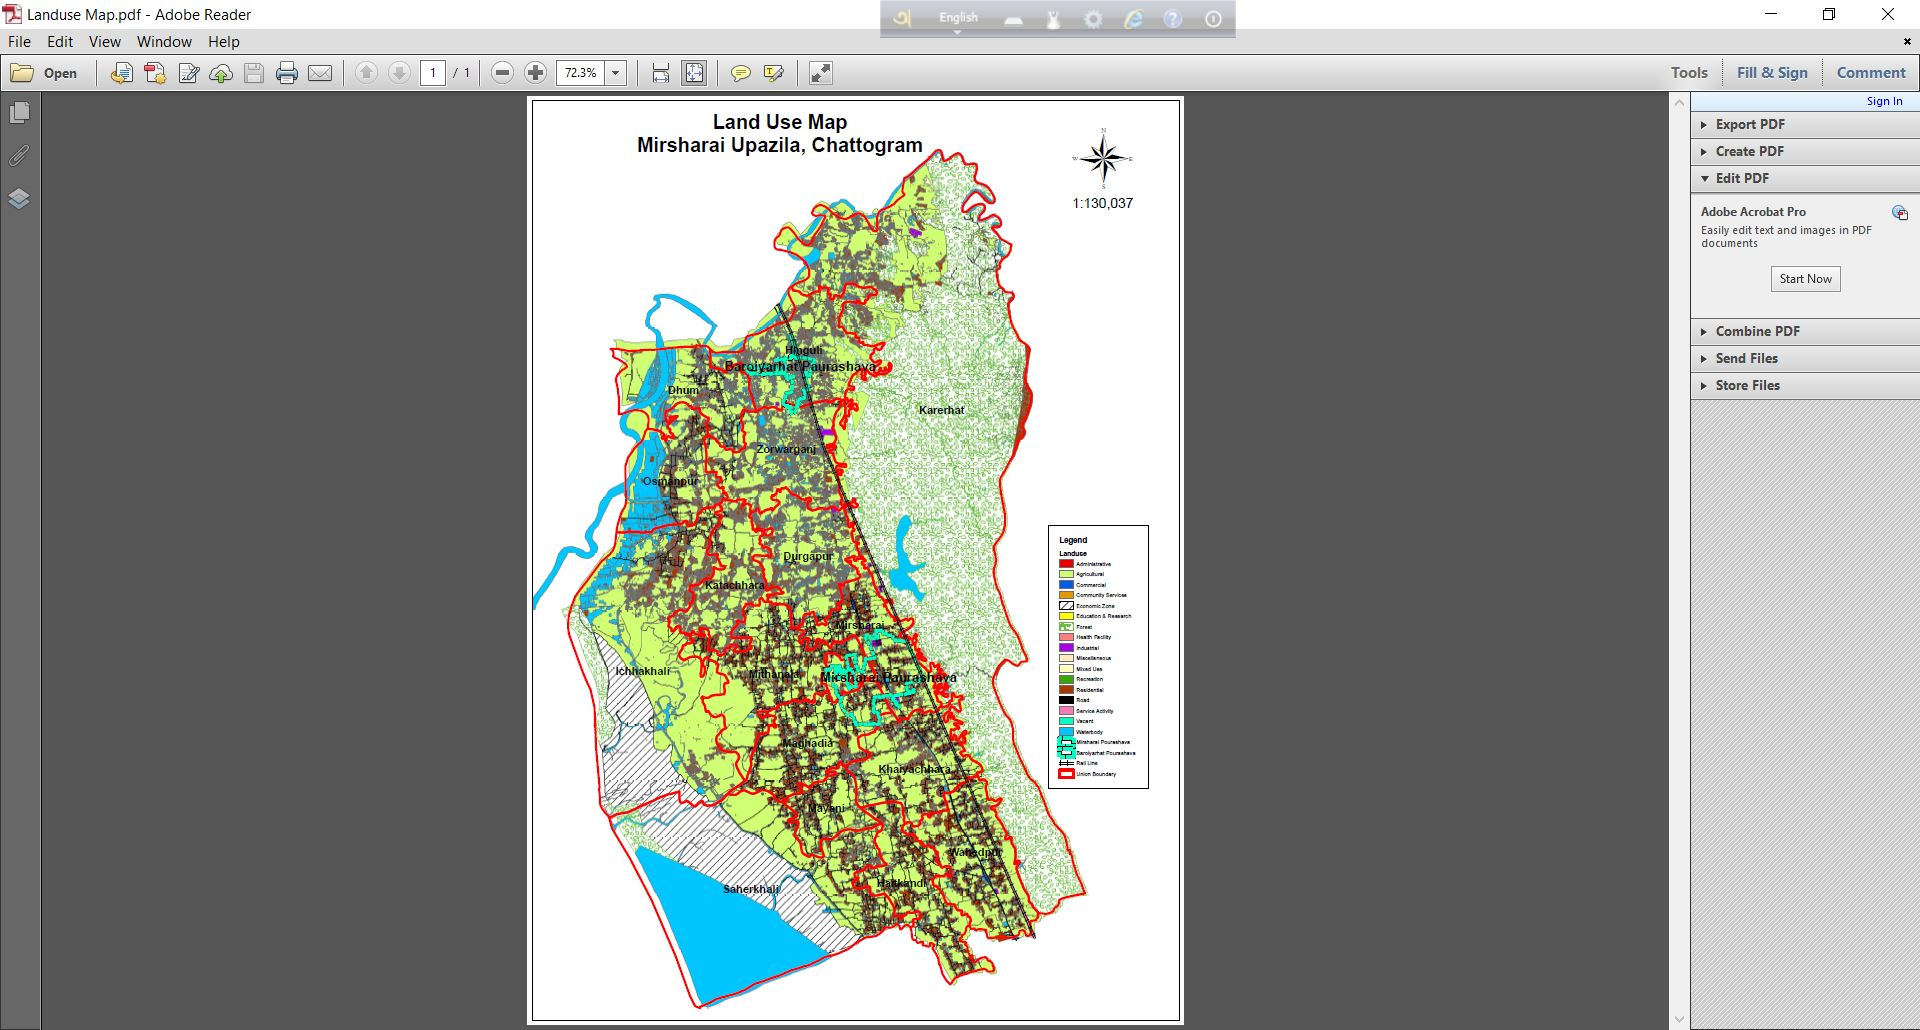 Landuse Map.pdf - Adobe Reader
English
File Edit View Window Help
Open
1 / 1
72.3%
Tools Fill & Sign Comment
Sign In
Export PDF
Create PDF
Edit PDF
Adobe Acrobat Pro
Easily edit text and images in PDF
documents
Start Now
Combine PDF
Send Files
Store Files
Land Use Map
Mirsharai Upazila, Chattogram
N
W E
S
1:130,037
Hinguli
Baroiyarhat Paurashava
Dhum
Karerhat
Zorwarganj
Osmanpur
Durgapur
Katachhara
Mirsharai
Ichhakhali
Mithanala
Mirsharai Paurashava
Maghadia
Khaiyachhara
Mayani
Wahedpur
Haitkandi
Saherkhali
Legend
Landuse
Administrative
Agricultural
Commercial
Community Services
Economic Zone
Education & Research
Forest
Health Facility
Industrial
Miscellaneous
Mixed Use
Recreation
Residential
Road
Service Activity
Vacant
Waterbody
Mirsharai Pourashava
Baroiyarhat Pourashava
Rail Line
Union Boundary